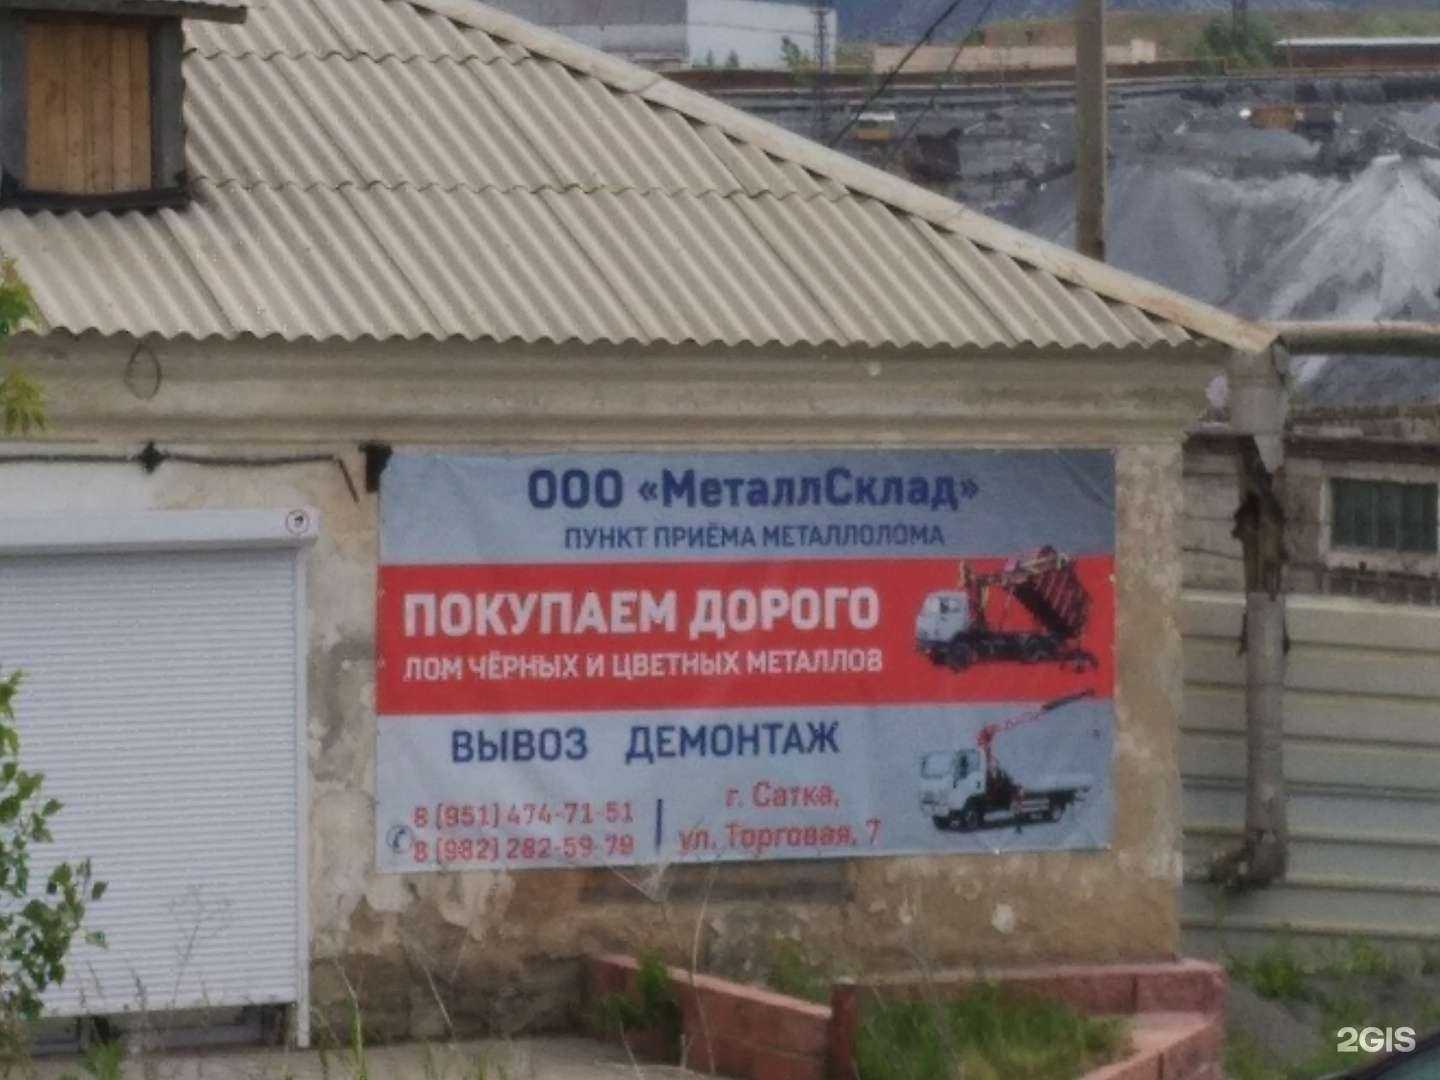 ООО «МеталлСклад»
ПУНКТ ПРИЁМА МЕТАЛЛОЛОМА
ПОКУПАЕМ ДОРОГО
ЛОМ ЧЁРНЫХ И ЦВЕТНЫХ МЕТАЛЛОВ
ВЫВОЗ ДЕМОНТАЖ
8 (951) 474-71-51
8 (982) 282-59-79
г. Сатка,
ул. Торговая, 7
2GIS